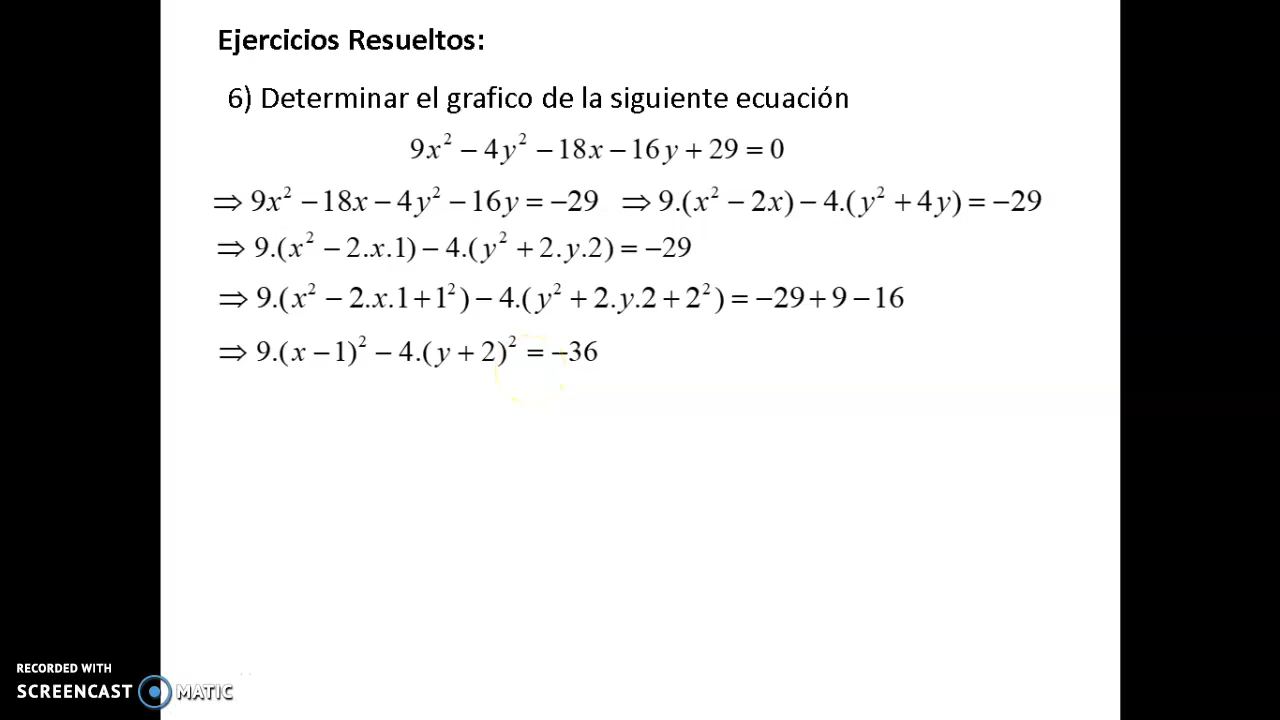 Ejercicios Resueltos:
6) Determinar el grafico de la siguiente ecuación
9x² − 4y² − 18x − 16y + 29 = 0
⇒ 9x² − 18x − 4y² − 16y = −29 ⇒ 9.(x² − 2x) − 4.(y² + 4y) = −29
⇒ 9.(x² − 2.x.1) − 4.(y² + 2.y.2) = −29
⇒ 9.(x² − 2.x.1 + 1²) − 4.(y² + 2.y.2 + 2²) = −29 + 9 − 16
⇒ 9.(x − 1)² − 4.(y + 2)² = −36
RECORDED WITH
SCREENCAST MATIC